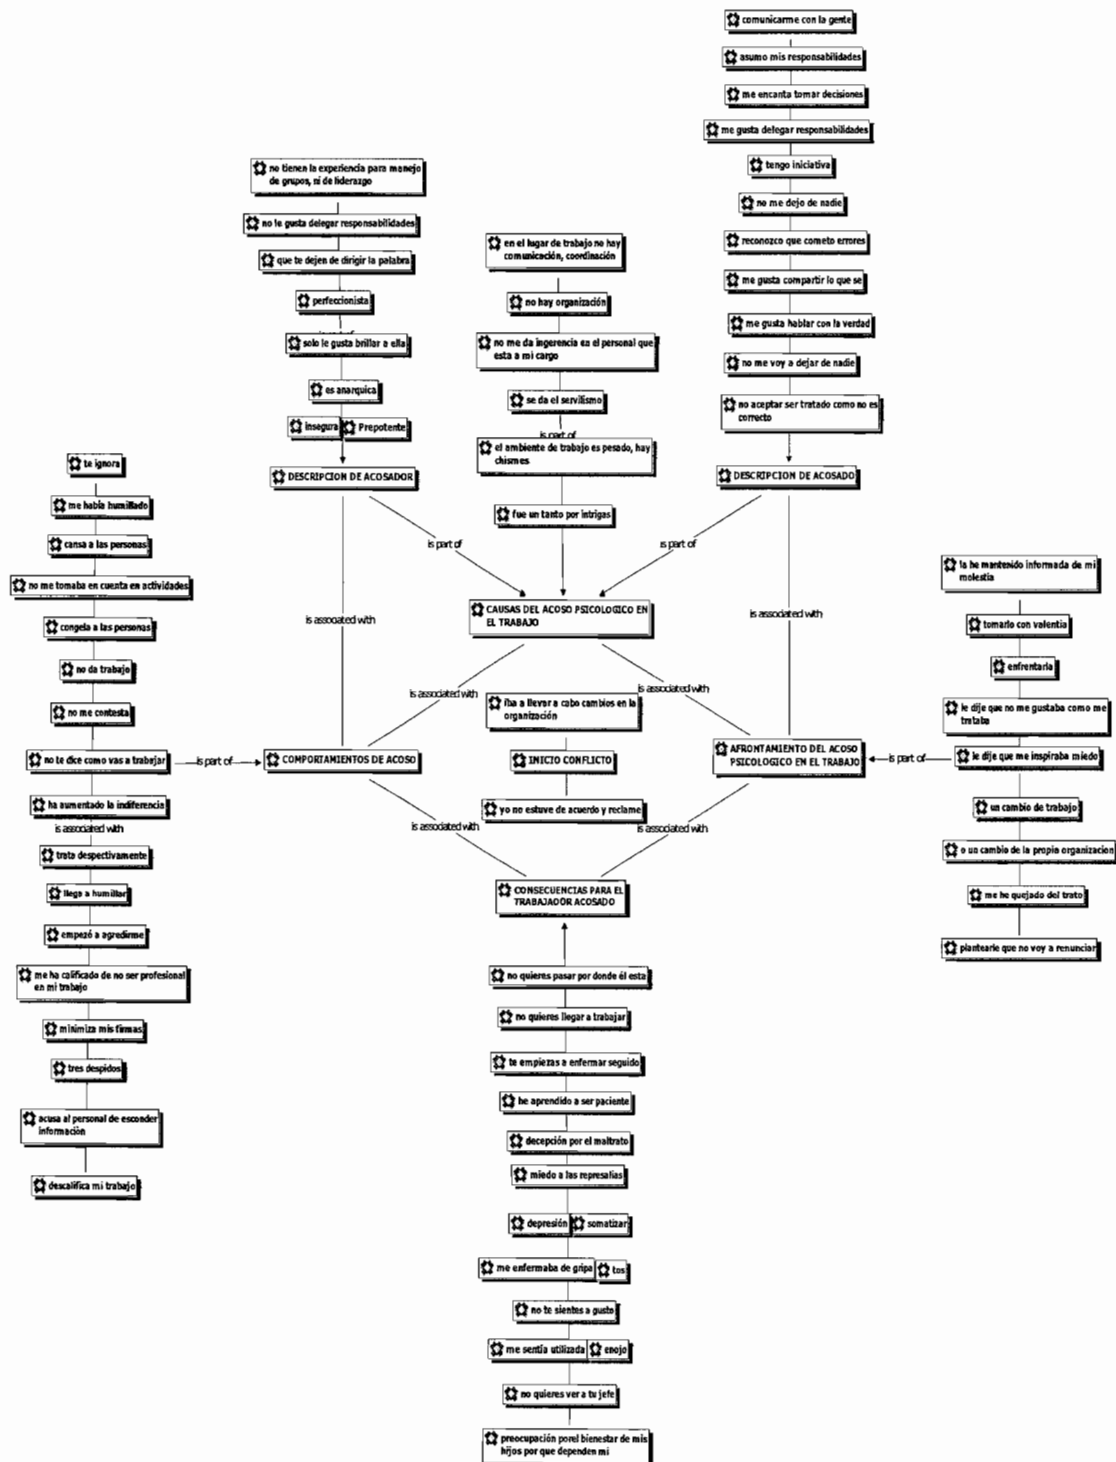 comunicarme con la gente
asumo mis responsabilidades
me encanta tomar decisiones
me gusta delegar responsabilidades
tengo iniciativa
no me dejo de nadie
reconozco que cometo errores
me gusta compartir lo que se
me gusta hablar con la verdad
no me voy a dejar de nadie
no aceptar ser tratado como no es
correcto
DESCRIPCION DE ACOSADO
no tienen la experiencia para manejo
de grupos, ni de liderazgo
no le gusta delegar responsabilidades
que te dejen de dirigir la palabra
perfeccionista
solo le gusta brillar a ella
es anarquica
insegura
Prepotente
DESCRIPCION DE ACOSADOR
en el lugar de trabajo no hay
comunicación, coordinación
no hay organización
no me da ingerencia en el personal que
esta a mi cargo
se da el servilismo
is part of
el ambiente de trabajo es pesado, hay
chismes
fue un tanto por intrigas
is part of
is part of
CAUSAS DEL ACOSO PSICOLOGICO EN
EL TRABAJO
is associated with
is associated with
is associated with
is associated with
te ignora
me había humillado
cansa a las personas
no me tomaba en cuenta en actividades
congela a las personas
no da trabajo
no me contesta
no te dice como vas a trabajar
is part of
COMPORTAMIENTOS DE ACOSO
ha aumentado la indiferencia
is associated with
trata despectivamente
llega a humillar
empezó a agredirme
me ha calificado de no ser profesional
en mi trabajo
minimiza mis firmas
tres despidos
acusa al personal de esconder
información
descalifica mi trabajo
iba a llevar a cabo cambios en la
organización
INICIO CONFLICTO
yo no estuve de acuerdo y reclame
la he mantenido informada de mi
molestia
tomarlo con valentia
enfrentarla
le dije que no me gustaba como me
trataba
le dije que me inspiraba miedo
is part of
AFRONTAMIENTO DEL ACOSO
PSICOLOGICO EN EL TRABAJO
un cambio de trabajo
o un cambio de la propia organizacion
me he quejado del trato
plantearle que no voy a renunciar
is associated with
is associated with
CONSECUENCIAS PARA EL
TRABAJADOR ACOSADO
no quieres pasar por donde él esta
no quieres llegar a trabajar
te empiezas a enfermar seguido
he aprendido a ser paciente
decepción por el maltrato
miedo a las represalias
depresión
somatizar
me enfermaba de gripa
tos
no te sientes a gusto
me sentía utilizada
enojo
no quieres ver a tu jefe
preocupación porel bienestar de mis
hijos por que dependen mi